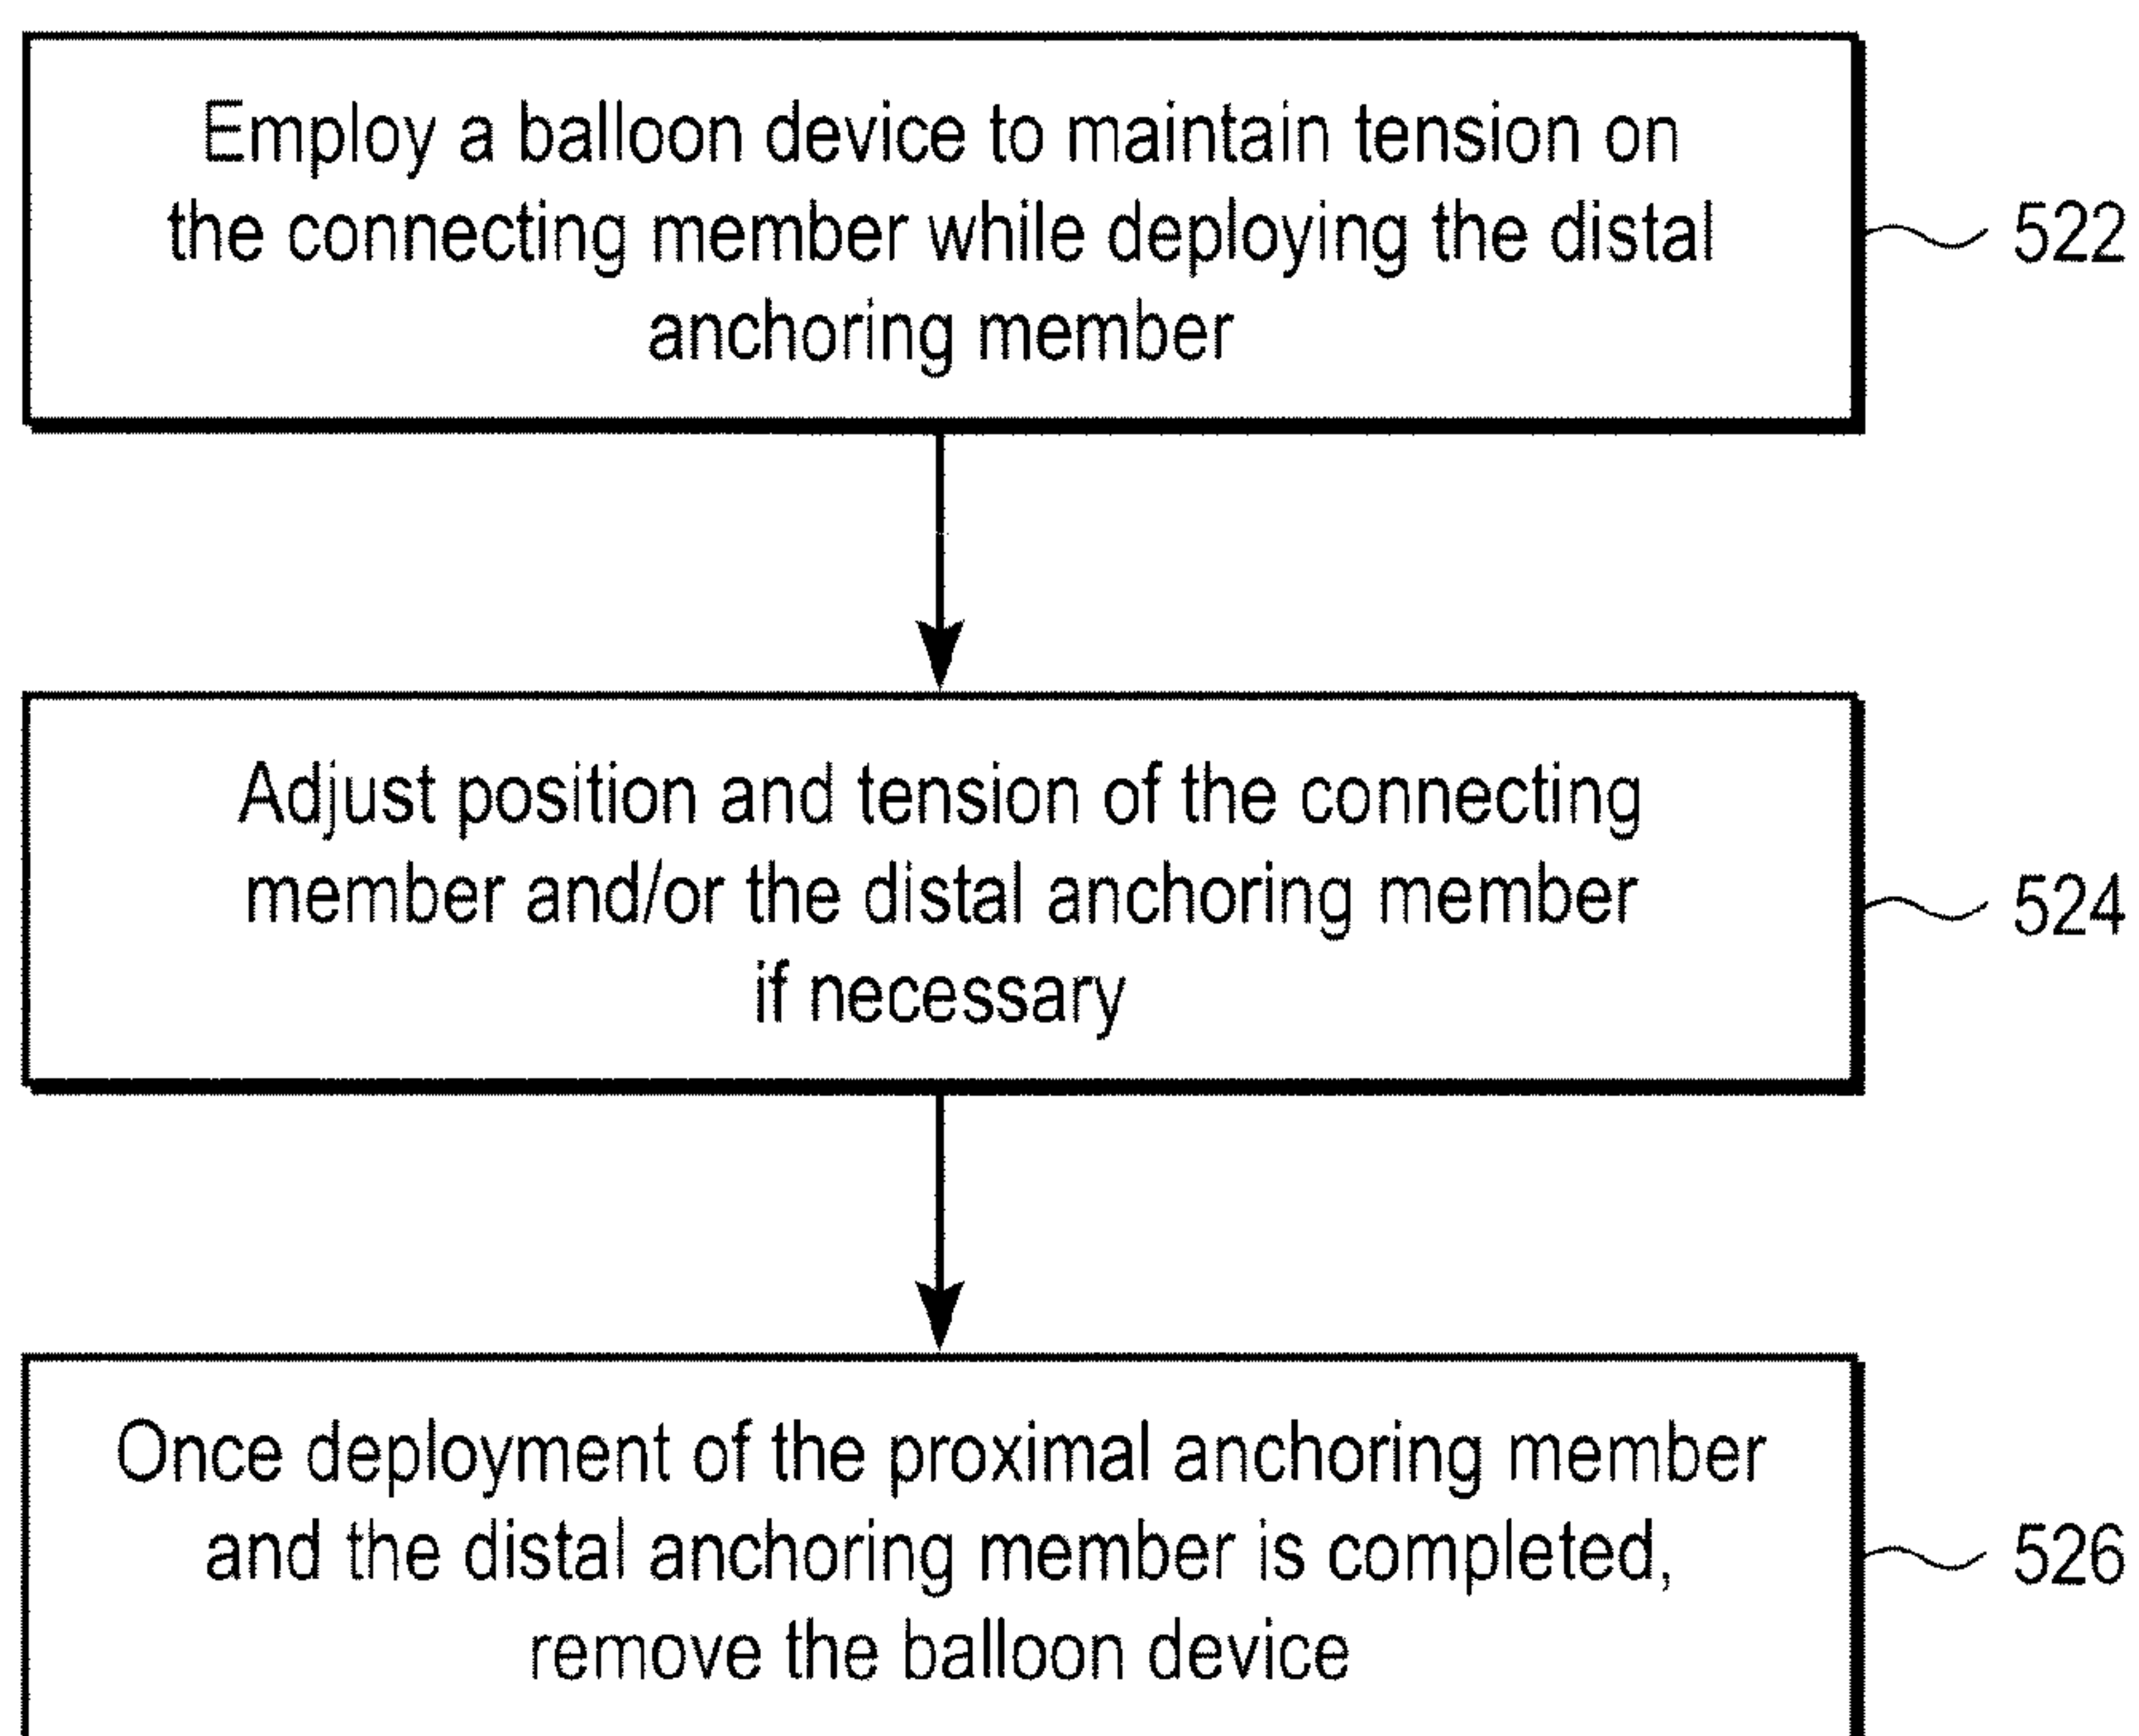 Employ a balloon device to maintain tension on
the connecting member while deploying the distal
anchoring member
522
Adjust position and tension of the connecting
member and/or the distal anchoring member
if necessary
524
Once deployment of the proximal anchoring member
and the distal anchoring member is completed,
remove the balloon device
526